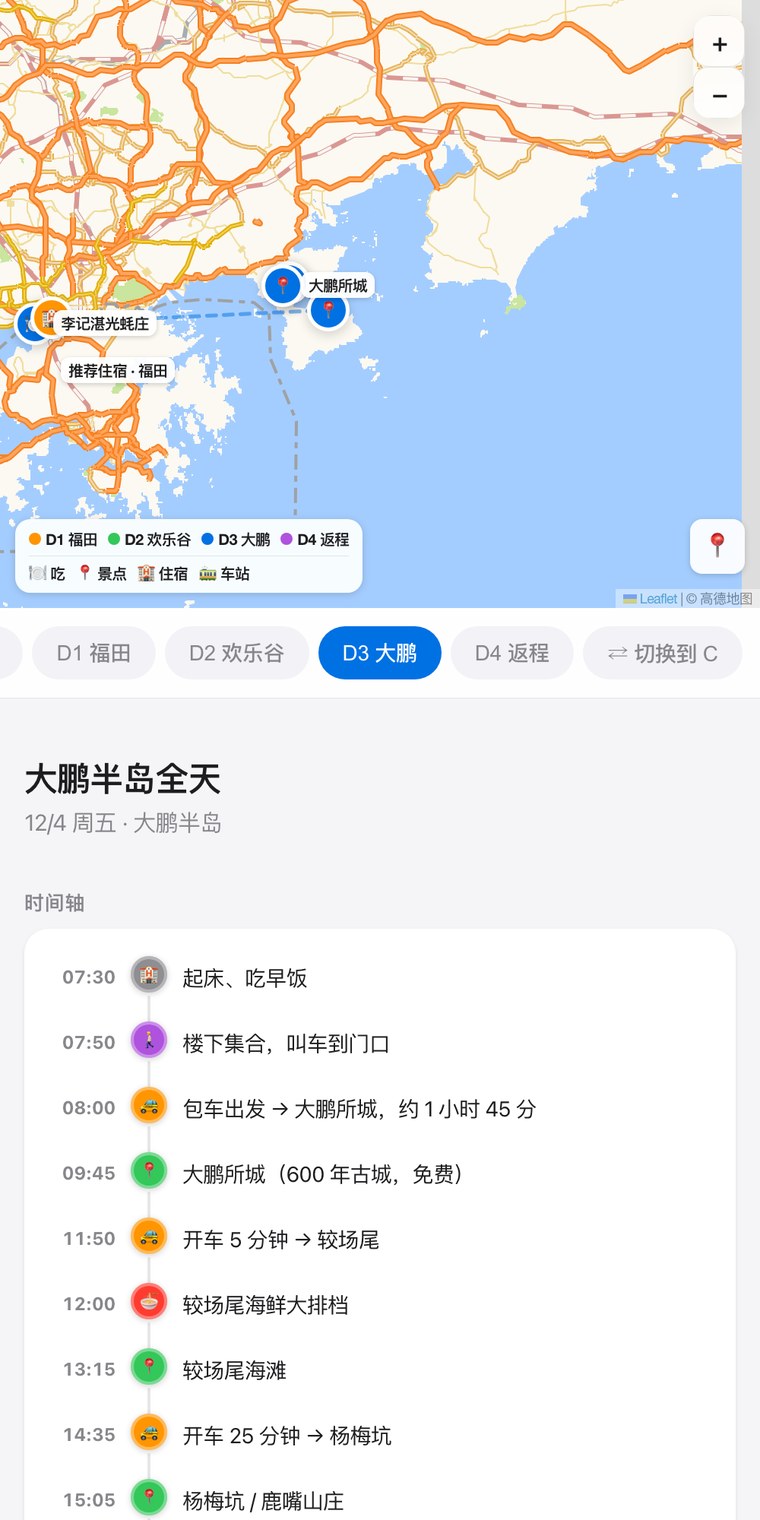 +
−
大鹏所城
李记湛光蚝庄
推荐住宿 · 福田
D1 福田 D2 欢乐谷 D3 大鹏 D4 返程
吃 景点 住宿 车站
Leaflet | © 高德地图
D1 福田 D2 欢乐谷 D3 大鹏 D4 返程 ⇄ 切换到 C
大鹏半岛全天
12/4 周五 · 大鹏半岛
时间轴
07:30 起床、吃早饭
07:50 楼下集合，叫车到门口
08:00 包车出发 → 大鹏所城，约 1 小时 45 分
09:45 大鹏所城（600 年古城，免费）
11:50 开车 5 分钟 → 较场尾
12:00 较场尾海鲜大排档
13:15 较场尾海滩
14:35 开车 25 分钟 → 杨梅坑
15:05 杨梅坑 / 鹿嘴山庄